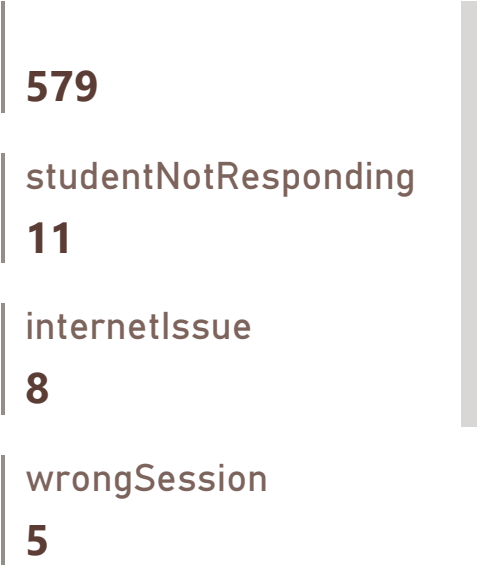 579
studentNotResponding
11
internetIssue
8
wrongSession
5